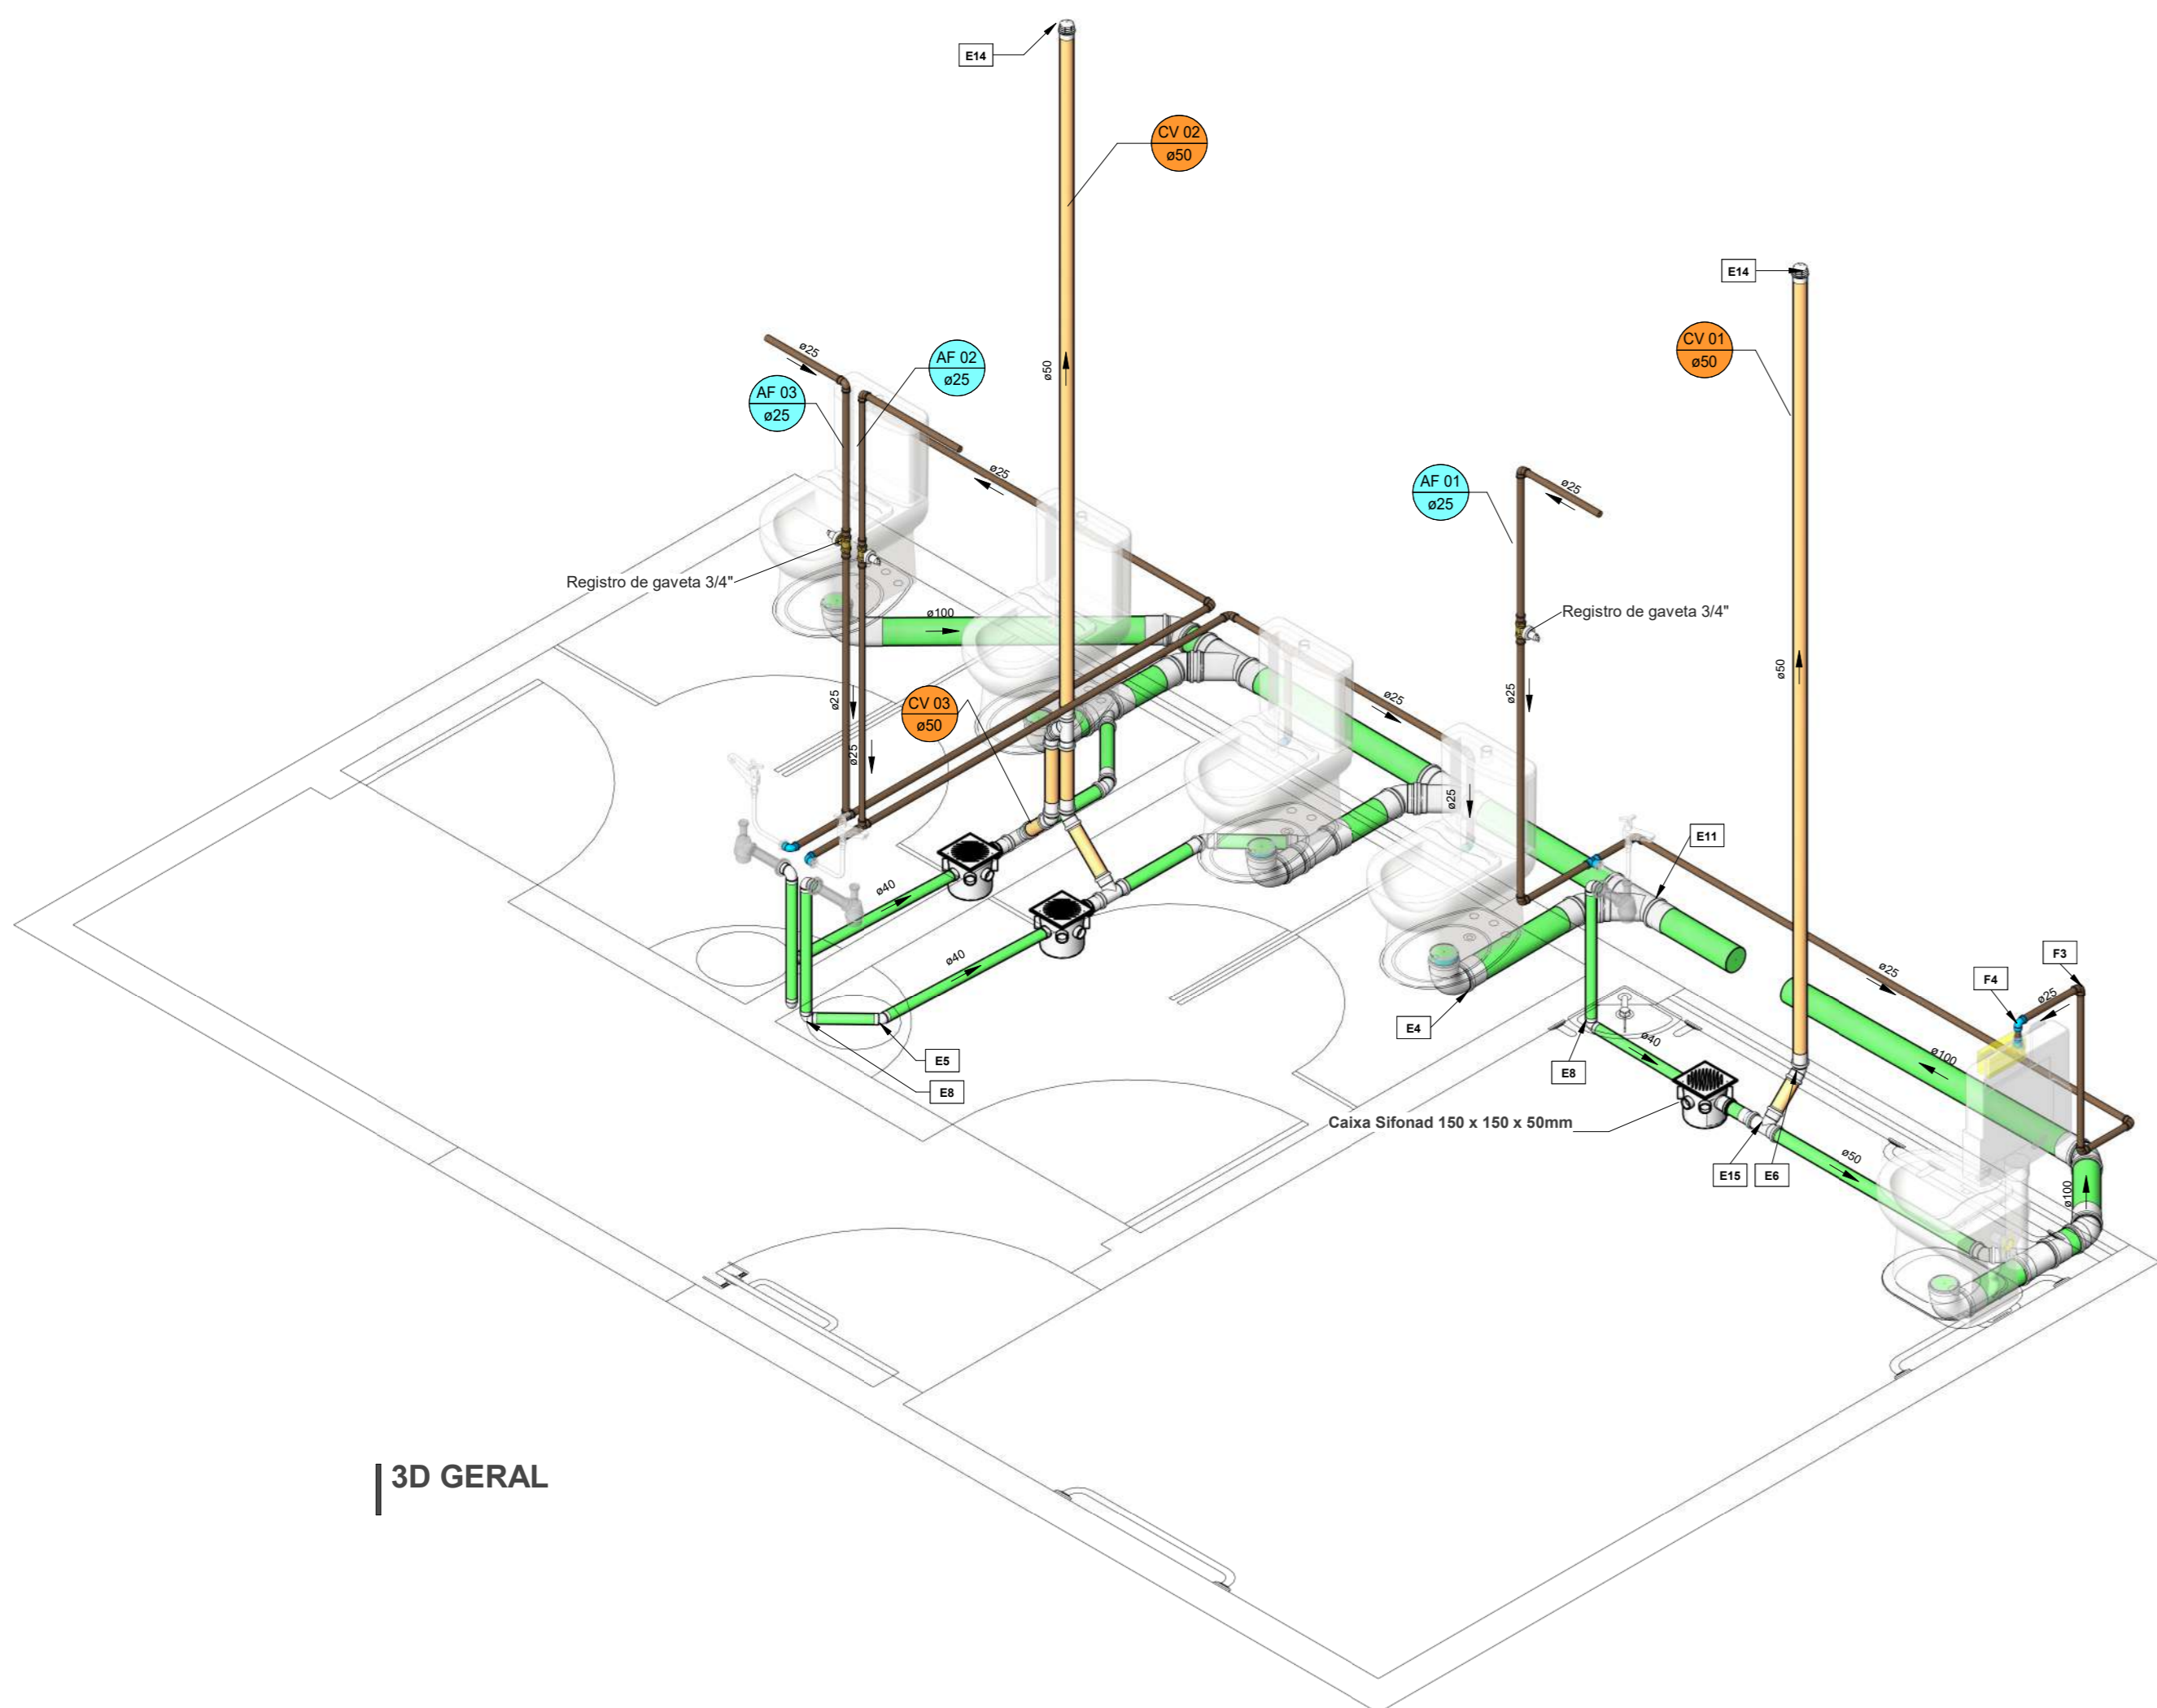 E14
CV 02
ø50
E14
CV 01
ø50
ø25
AF 02
ø25
AF 03
ø25
ø50
ø25
AF 01
ø25
ø25
Registro de gaveta 3/4"
ø100
Registro de gaveta 3/4"
ø50
ø25
ø25
CV 03
ø50
ø25
ø25
ø25
E11
ø40
ø40
ø25
F3
F4
ø25
E4
E5
E8
E8
ø40
ø100
Caixa Sifonad 150 x 150 x 50mm
E15
E6
ø50
ø100
3D GERAL